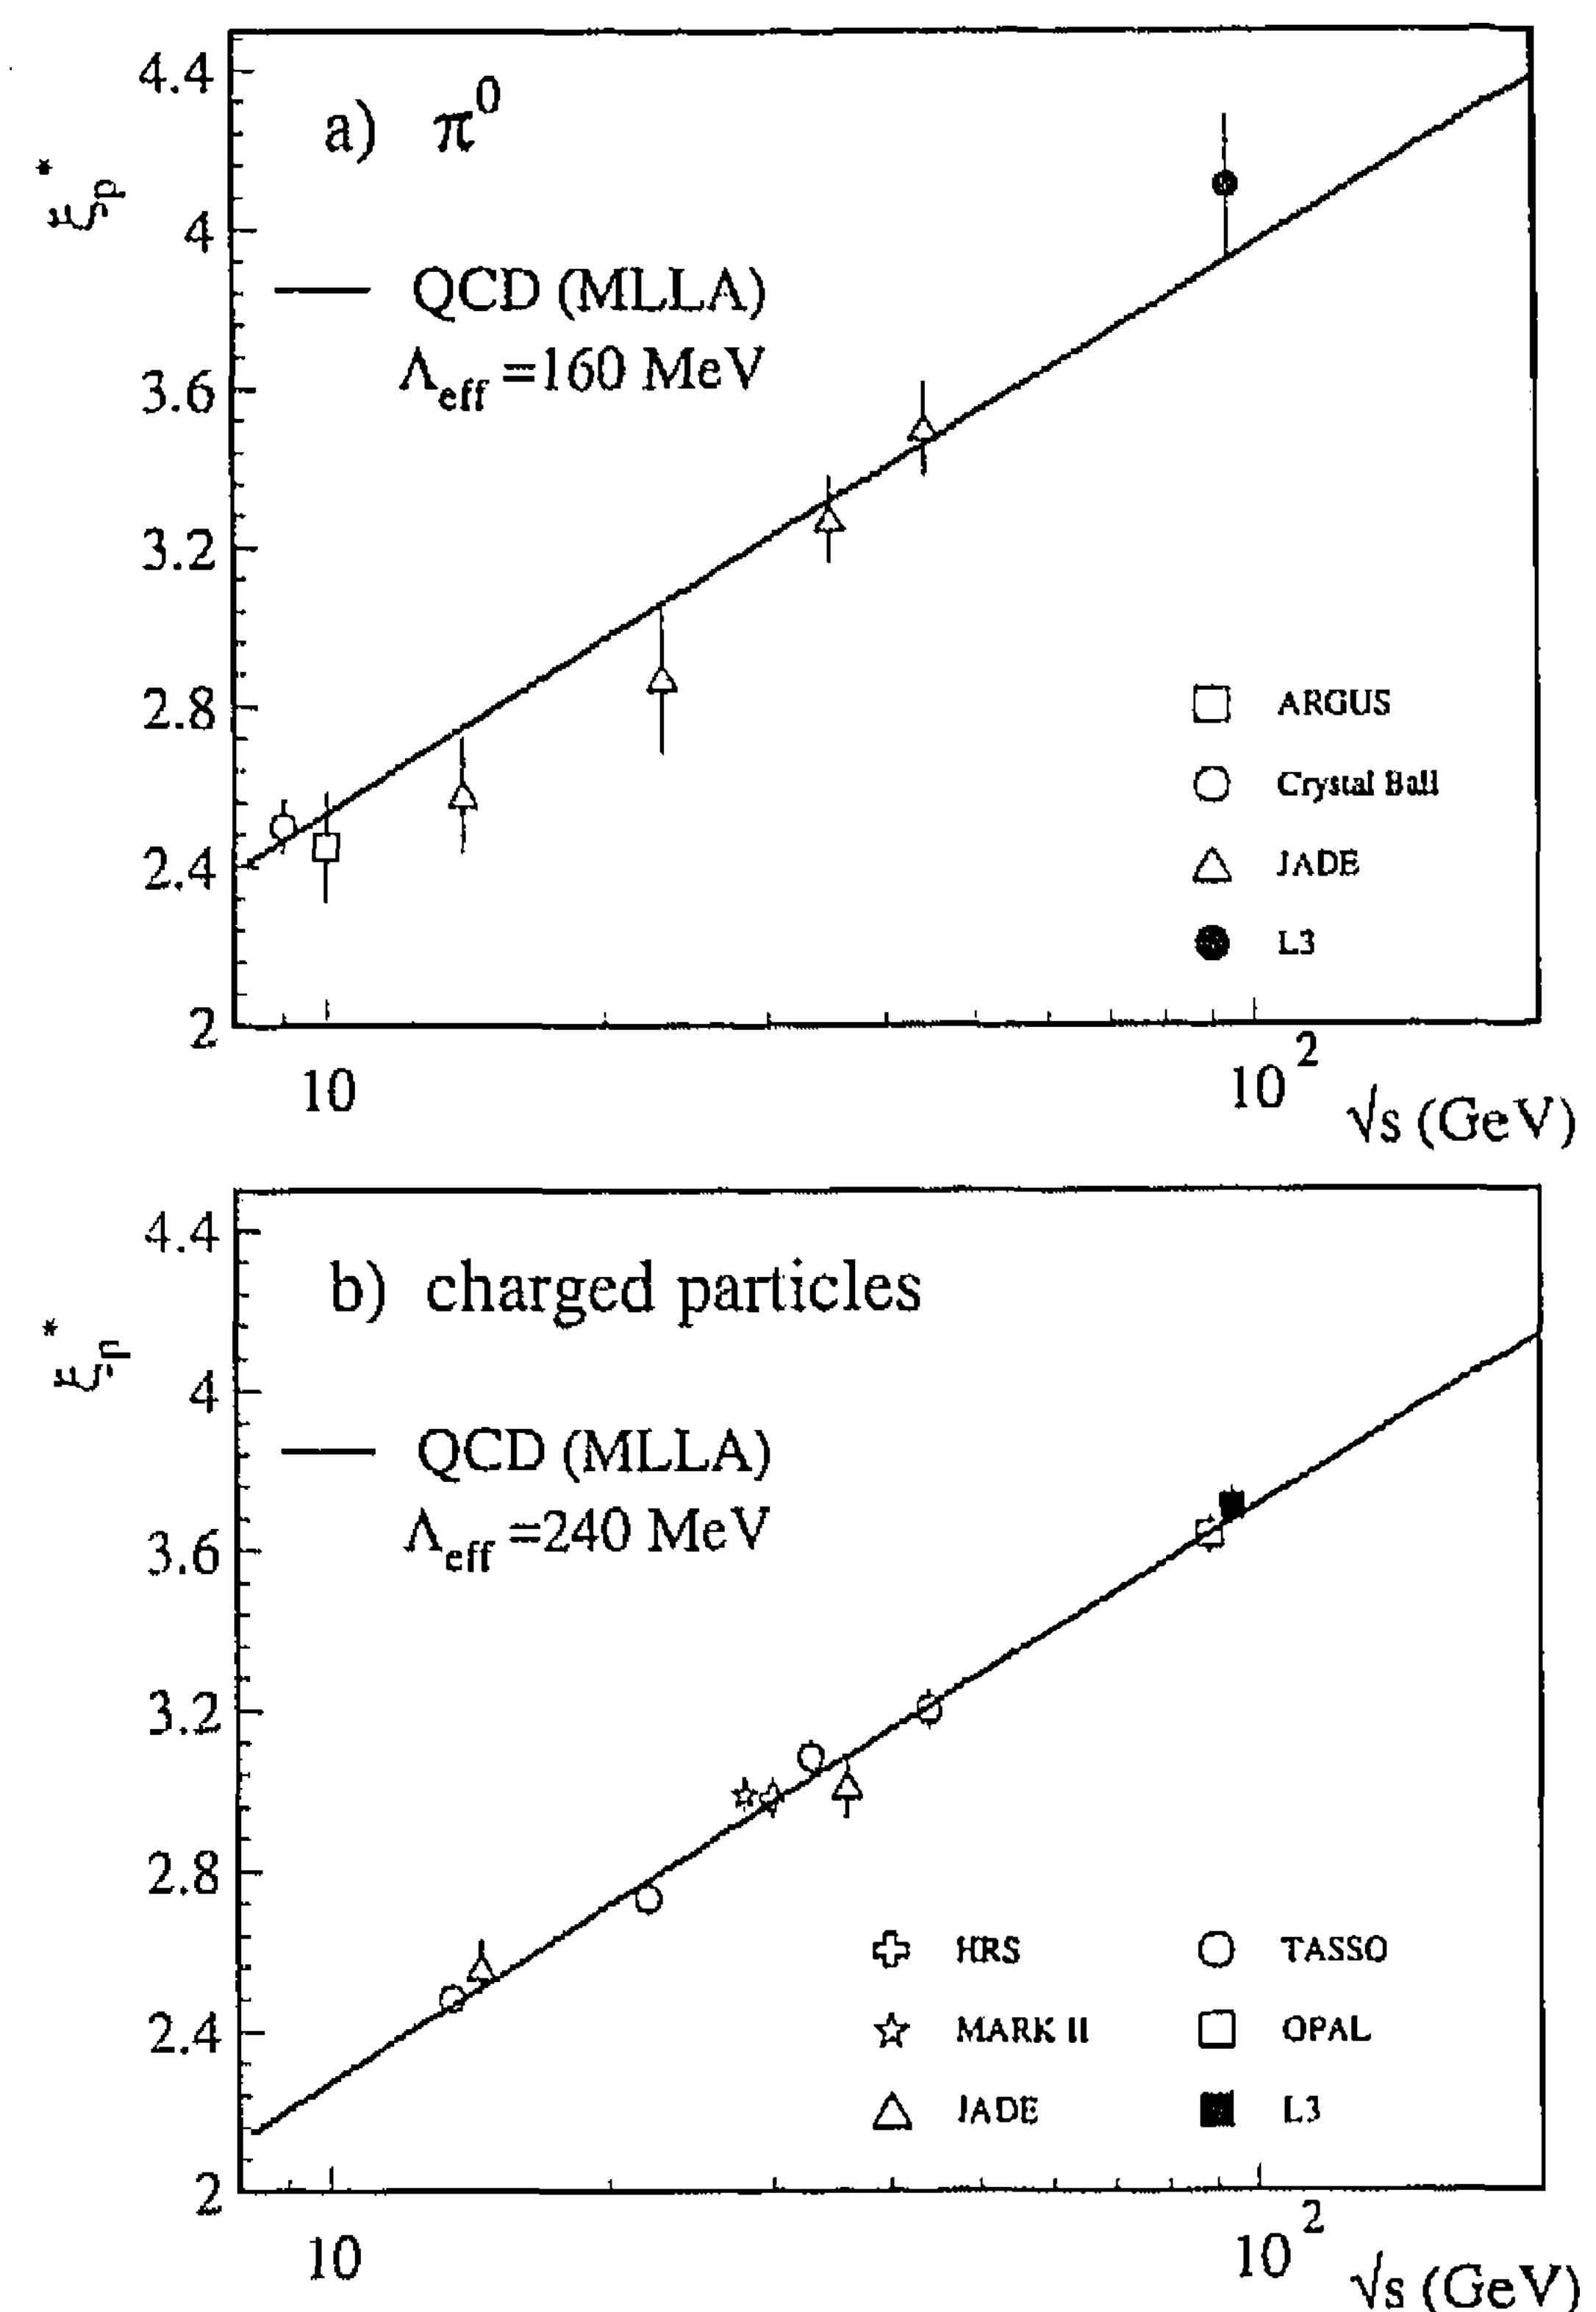 4.4
a) π⁰
ξp*
4
QCD (MLLA)
Λeff =160 MeV
3.6
3.2
2.8
ARGUS
Crystal Ball
2.4
JADE
L3
2
10
10²
√s (GeV)
4.4
b) charged particles
ξp*
4
QCD (MLLA)
Λeff =240 MeV
3.6
3.2
2.8
HRS TASSO
2.4
MARK II OPAL
JADE L3
2
10
10²
√s (GeV)